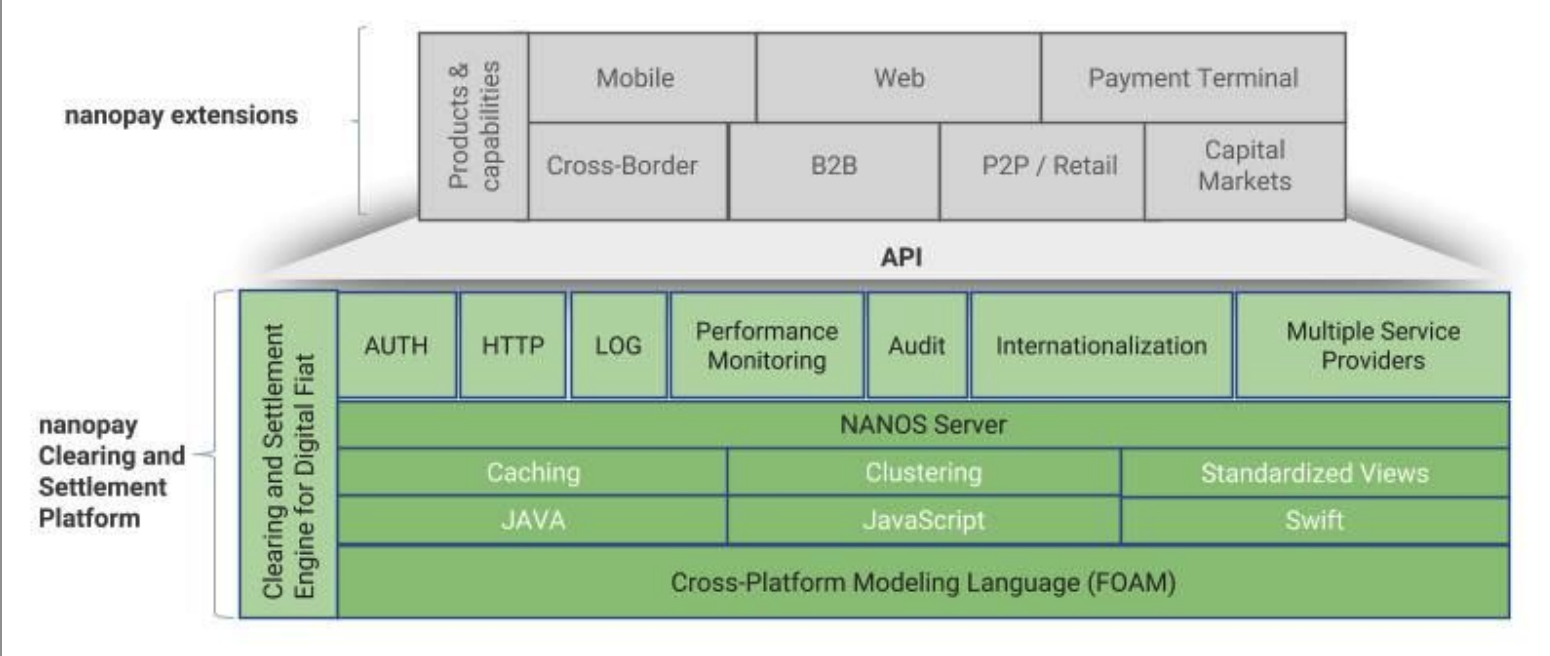 nanopay extensions
Products &
capabilities
Mobile
Web
Payment Terminal
Cross-Border
B2B
P2P / Retail
Capital
Markets
API
nanopay
Clearing and
Settlement
Platform
Clearing and Settlement
Engine for Digital Fiat
AUTH
HTTP
LOG
Performance
Monitoring
Audit
Internationalization
Multiple Service
Providers
NANOS Server
Caching
Clustering
Standardized Views
JAVA
JavaScript
Swift
Cross-Platform Modeling Language (FOAM)